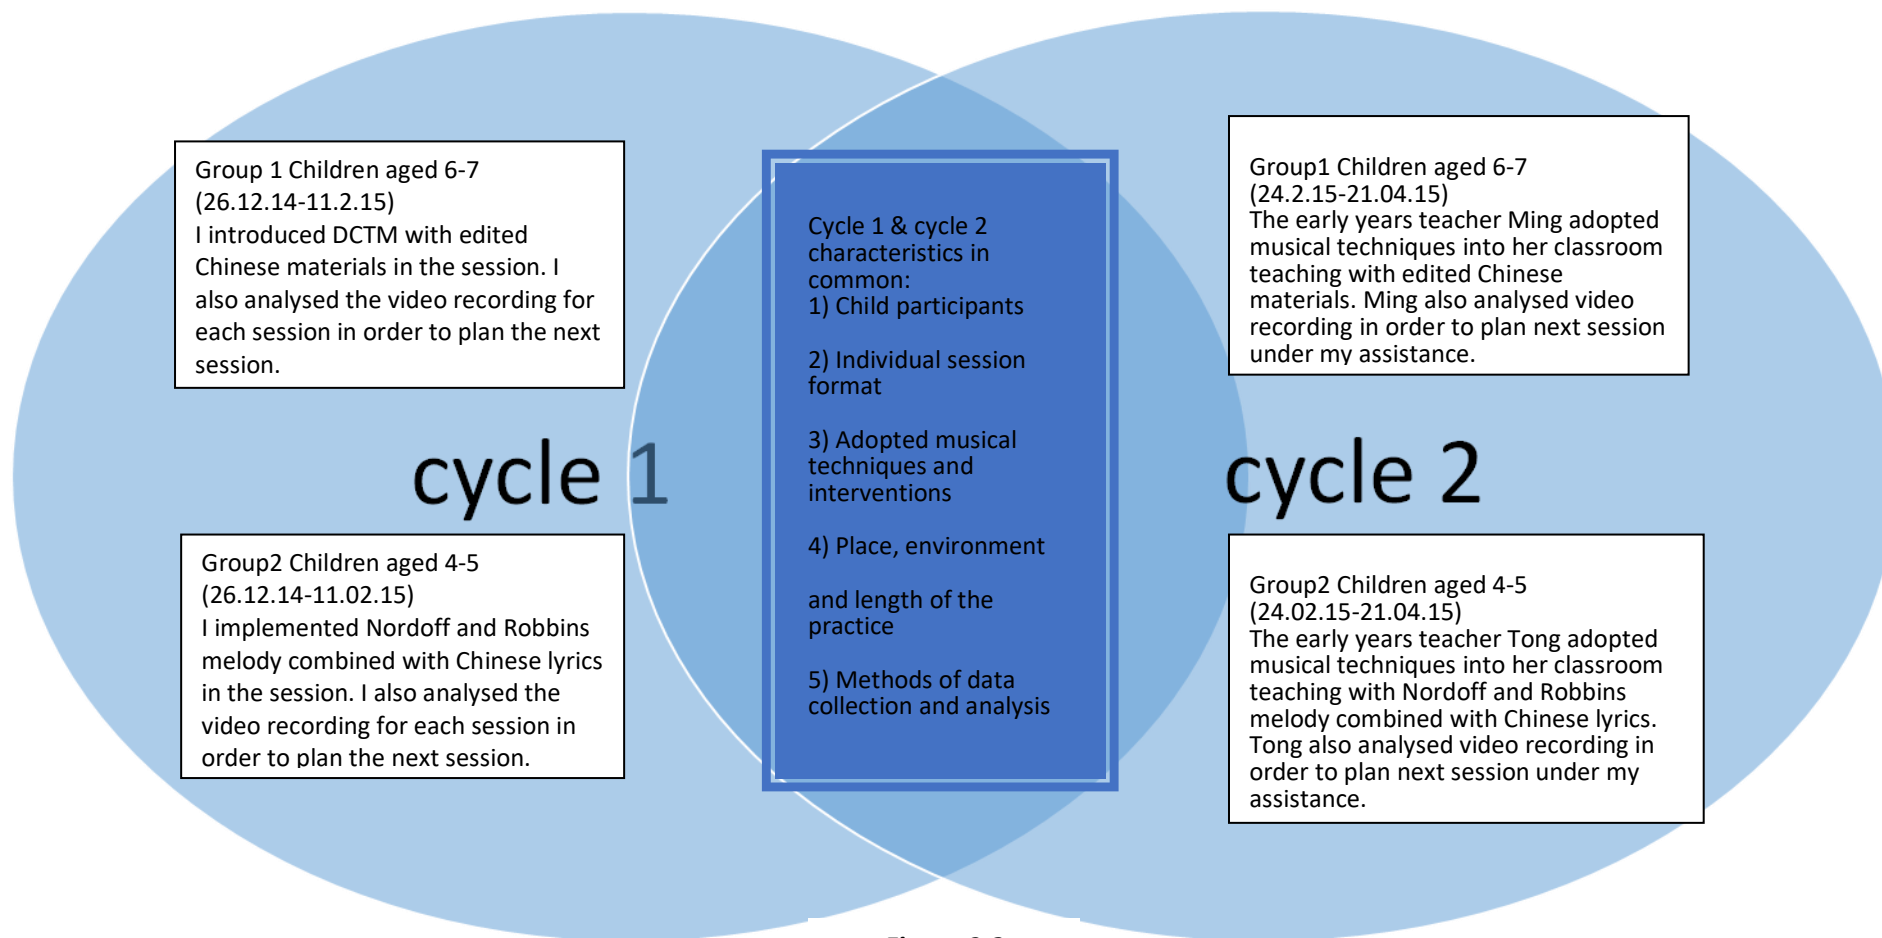 Group 1 Children aged 6-7
(26.12.14-11.2.15)
I introduced DCTM with edited
Chinese materials in the session. I
also analysed the video recording for
each session in order to plan the next
session.
cycle 1
Group2 Children aged 4-5
(26.12.14-11.02.15)
I implemented Nordoff and Robbins
melody combined with Chinese lyrics
in the session. I also analysed the
video recording for each session in
order to plan the next session.
Cycle 1 & cycle 2
characteristics in
common:
1) Child participants
2) Individual session
format
3) Adopted musical
techniques and
interventions
4) Place, environment
and length of the
practice
5) Methods of data
collection and analysis
Group1 Children aged 6-7
(24.2.15-21.04.15)
The early years teacher Ming adopted
musical techniques into her classroom
teaching with edited Chinese
materials. Ming also analysed video
recording in order to plan next session
under my assistance.
cycle 2
Group2 Children aged 4-5
(24.02.15-21.04.15)
The early years teacher Tong adopted
musical techniques into her classroom
teaching with Nordoff and Robbins
melody combined with Chinese lyrics.
Tong also analysed video recording in
order to plan next session under my
assistance.